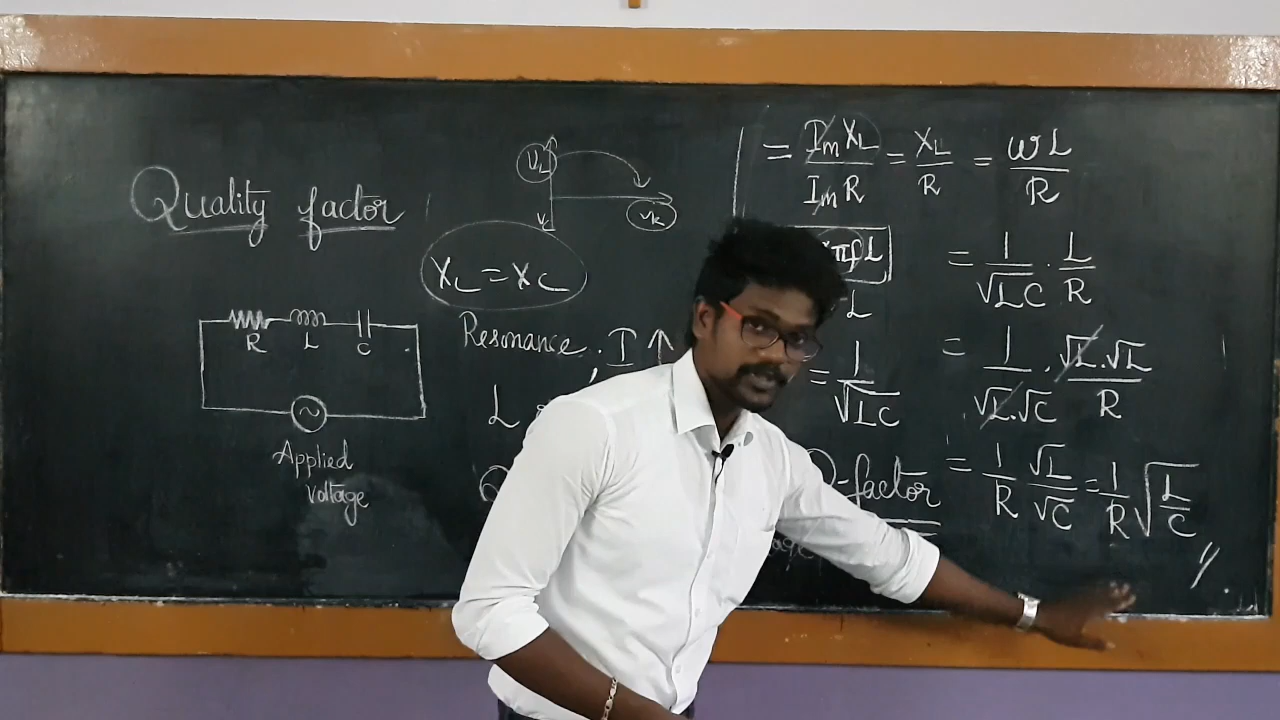 Quality factor
R L C
Applied
Voltage
V_L
V_R
X_L = X_C
Resonance, I ↑
L
Q
= I_m X_L / I_m R = X_L / R = ωL / R
πfL
L
= 1/√LC
-factor
= 1/√LC . L/R
= 1/√L.√C . √L.√L/R
= 1/R √L/√C = 1/R √(L/C) //